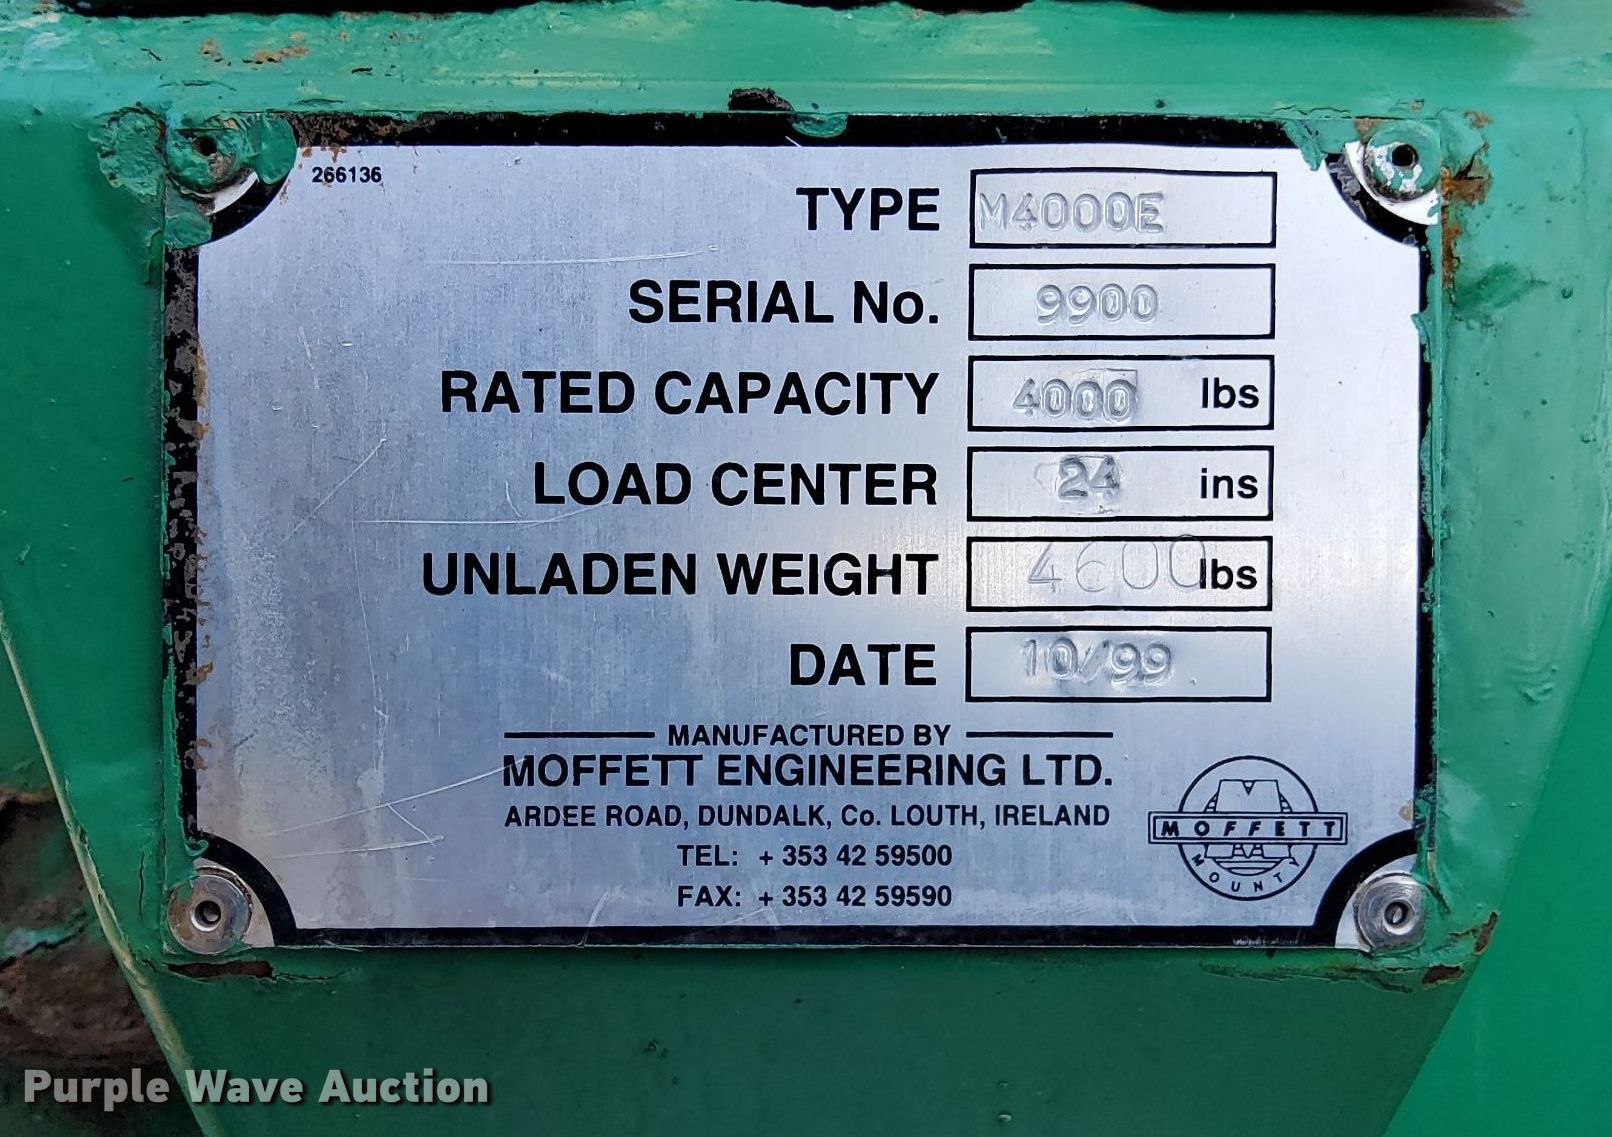 266136
TYPE M4000E
SERIAL No. 9900
RATED CAPACITY 4000 lbs
LOAD CENTER 24 ins
UNLADEN WEIGHT 4600 lbs
DATE 10/99
MANUFACTURED BY
MOFFETT ENGINEERING LTD.
ARDEE ROAD, DUNDALK, Co. LOUTH, IRELAND
TEL: + 353 42 59500
FAX: + 353 42 59590
MOFFETT
MOUNTY
Purple Wave Auction